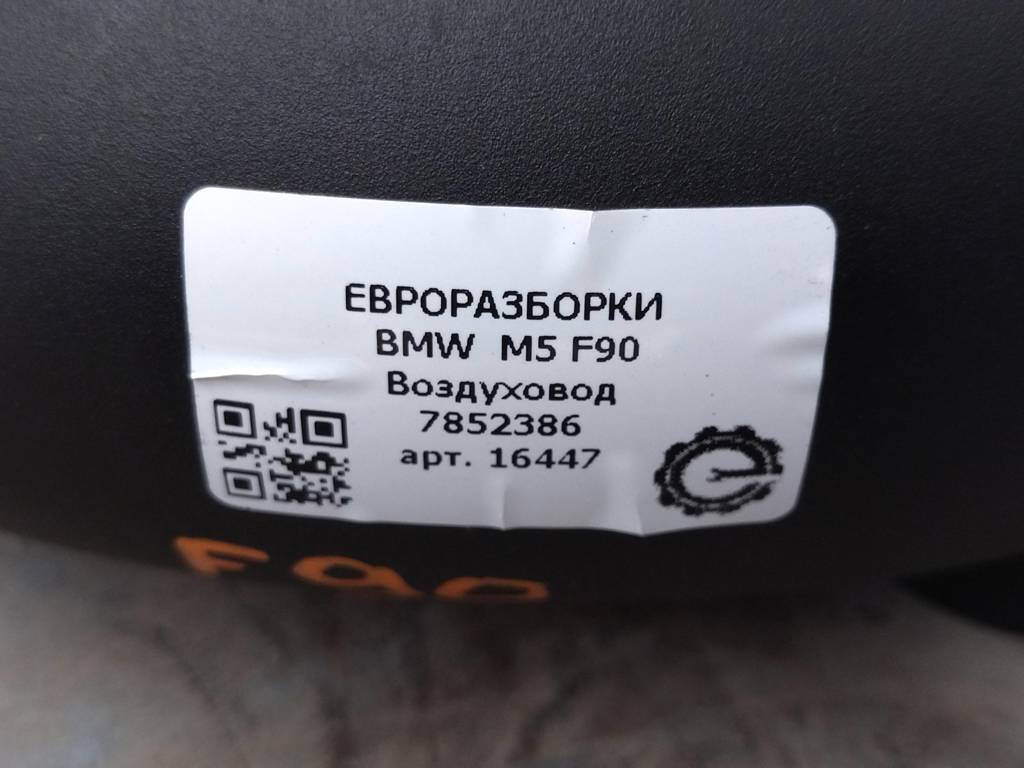 ЕВРОРАЗБОРКИ
BMW M5 F90
Воздуховод
7852386
арт. 16447
F90